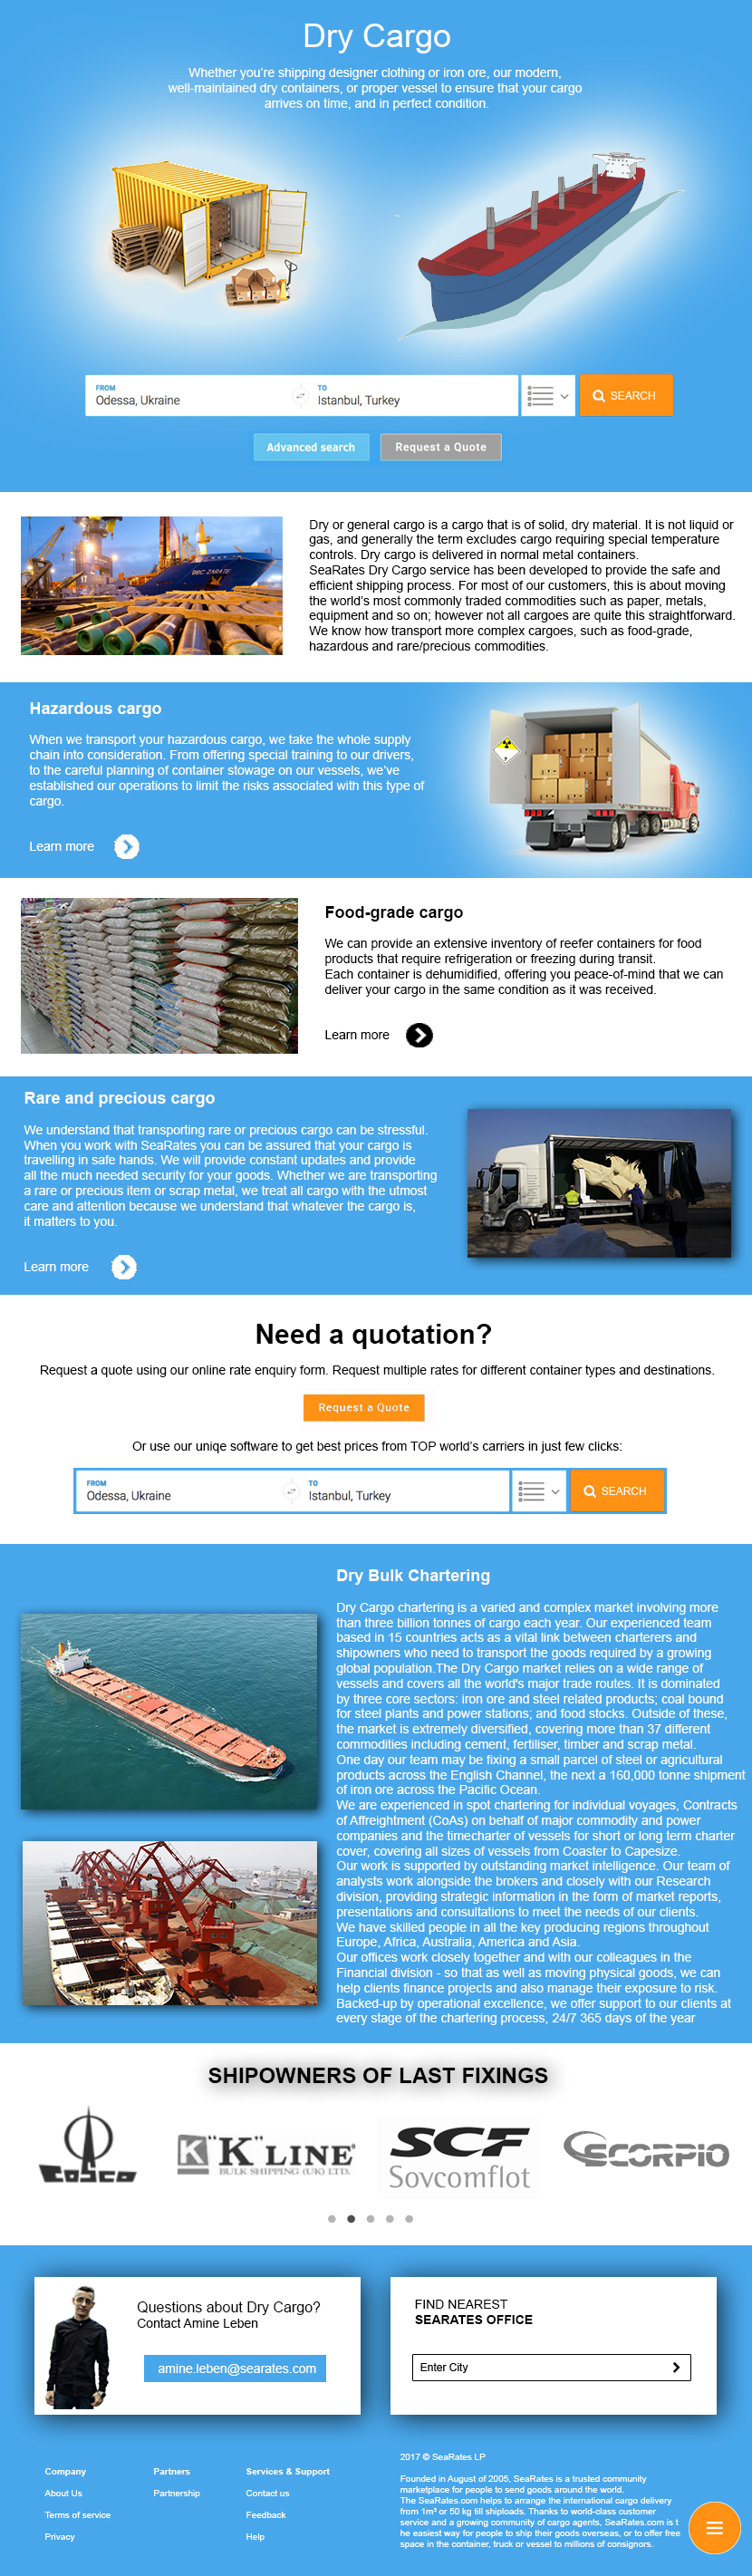 Dry Cargo
Whether you're shipping designer clothing or iron ore, our modern,
well-maintained dry containers, or proper vessel to ensure that your cargo
arrives on time, and in perfect condition.
FROM
Odessa, Ukraine
TO
Istanbul, Turkey
SEARCH
Advanced search
Request a Quote
BBC ZARATE
Dry or general cargo is a cargo that is of solid, dry material. It is not liquid or
gas, and generally the term excludes cargo requiring special temperature
controls. Dry cargo is delivered in normal metal containers.
SeaRates Dry Cargo service has been developed to provide the safe and
efficient shipping process. For most of our customers, this is about moving
the world's most commonly traded commodities such as paper, metals,
equipment and so on; however not all cargoes are quite this straightforward.
We know how transport more complex cargoes, such as food-grade,
hazardous and rare/precious commodities.
Hazardous cargo
When we transport your hazardous cargo, we take the whole supply
chain into consideration. From offering special training to our drivers,
to the careful planning of container stowage on our vessels, we've
established our operations to limit the risks associated with this type of
cargo.
Learn more
Food-grade cargo
We can provide an extensive inventory of reefer containers for food
products that require refrigeration or freezing during transit.
Each container is dehumidified, offering you peace-of-mind that we can
deliver your cargo in the same condition as it was received.
Learn more
Rare and precious cargo
We understand that transporting rare or precious cargo can be stressful.
When you work with SeaRates you can be assured that your cargo is
travelling in safe hands. We will provide constant updates and provide
all the much needed security for your goods. Whether we are transporting
a rare or precious item or scrap metal, we treat all cargo with the utmost
care and attention because we understand that whatever the cargo is,
it matters to you.
Learn more
Need a quotation?
Request a quote using our online rate enquiry form. Request multiple rates for different container types and destinations.
Request a Quote
Or use our uniqe software to get best prices from TOP world's carriers in just few clicks:
FROM
Odessa, Ukraine
TO
Istanbul, Turkey
SEARCH
Dry Bulk Chartering
Dry Cargo chartering is a varied and complex market involving more
than three billion tonnes of cargo each year. Our experienced team
based in 15 countries acts as a vital link between charterers and
shipowners who need to transport the goods required by a growing
global population.The Dry Cargo market relies on a wide range of
vessels and covers all the world's major trade routes. It is dominated
by three core sectors: iron ore and steel related products; coal bound
for steel plants and power stations; and food stocks. Outside of these,
the market is extremely diversified, covering more than 37 different
commodities including cement, fertiliser, timber and scrap metal.
One day our team may be fixing a small parcel of steel or agricultural
products across the English Channel, the next a 160,000 tonne shipment
of iron ore across the Pacific Ocean.
We are experienced in spot chartering for individual voyages, Contracts
of Affreightment (CoAs) on behalf of major commodity and power
companies and the timecharter of vessels for short or long term charter
cover, covering all sizes of vessels from Coaster to Capesize.
Our work is supported by outstanding market intelligence. Our team of
analysts work alongside the brokers and closely with our Research
division, providing strategic information in the form of market reports,
presentations and consultations to meet the needs of our clients.
We have skilled people in all the key producing regions throughout
Europe, Africa, Australia, America and Asia.
Our offices work closely together and with our colleagues in the
Financial division - so that as well as moving physical goods, we can
help clients finance projects and also manage their exposure to risk.
Backed-up by operational excellence, we offer support to our clients at
every stage of the chartering process, 24/7 365 days of the year
SHIPOWNERS OF LAST FIXINGS
COSCO
K "K" LINE
BULK SHIPPING (UK) LTD.
SCF
Sovcomflot
SCORPIO
Questions about Dry Cargo?
Contact Amine Leben
amine.leben@searates.com
FIND NEAREST
SEARATES OFFICE
Enter City
Company
About Us
Terms of service
Privacy
Partners
Partnership
Services & Support
Contact us
Feedback
Help
2017 © SeaRates LP
Founded in August of 2005, SeaRates is a trusted community
marketplace for people to send goods around the world.
The SeaRates.com helps to arrange the international cargo delivery
from 1m³ or 50 kg till shiploads. Thanks to world-class customer
service and a growing community of cargo agents, SeaRates.com is t
he easiest way for people to ship their goods overseas, or to offer free
space in the container, truck or vessel to millions of consignors.